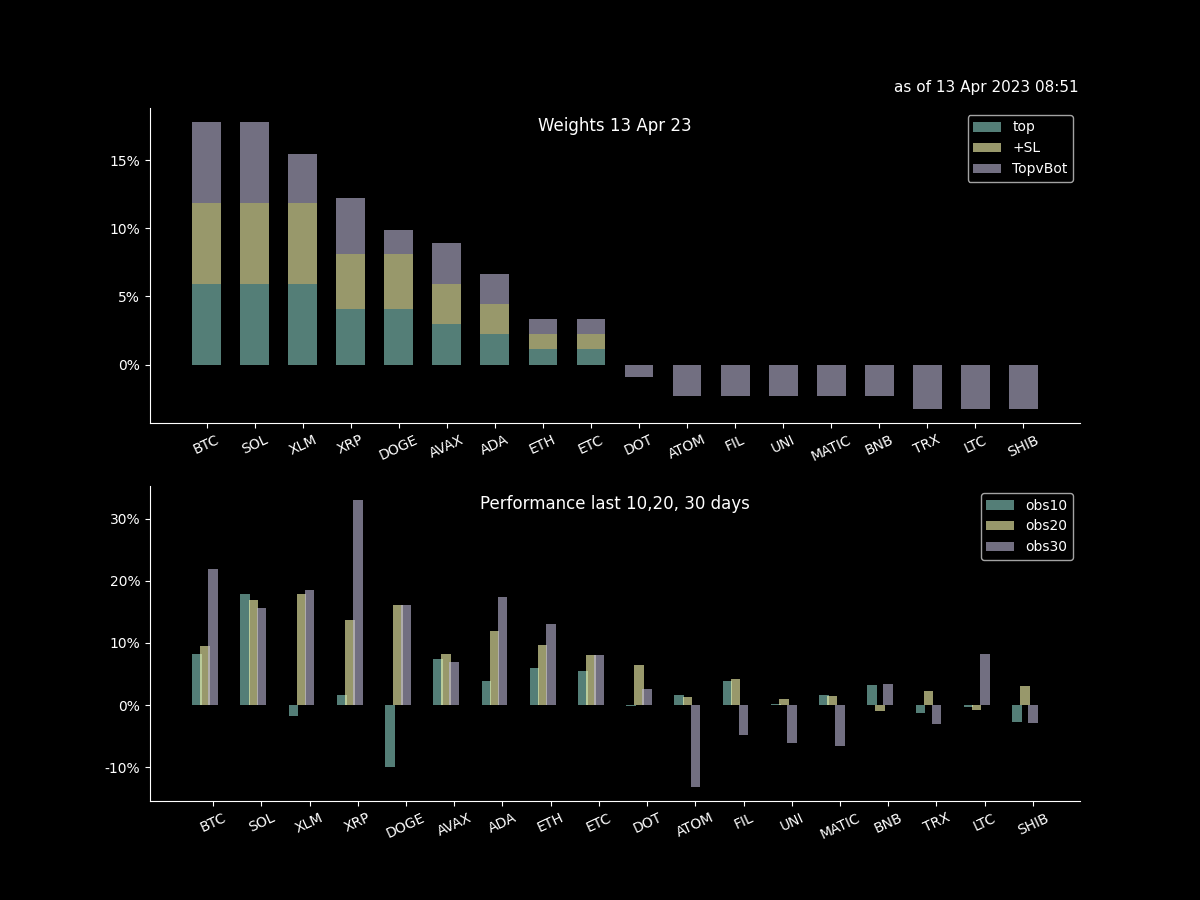 as of 13 Apr 2023 08:51
Weights 13 Apr 23
top
+SL
TopvBot
15%
10%
5%
0%
BTC SOL XLM XRP DOGE AVAX ADA ETH ETC DOT ATOM FIL UNI MATIC BNB TRX LTC SHIB
Performance last 10,20, 30 days
obs10
obs20
obs30
30%
20%
10%
0%
-10%
BTC SOL XLM XRP DOGE AVAX ADA ETH ETC DOT ATOM FIL UNI MATIC BNB TRX LTC SHIB